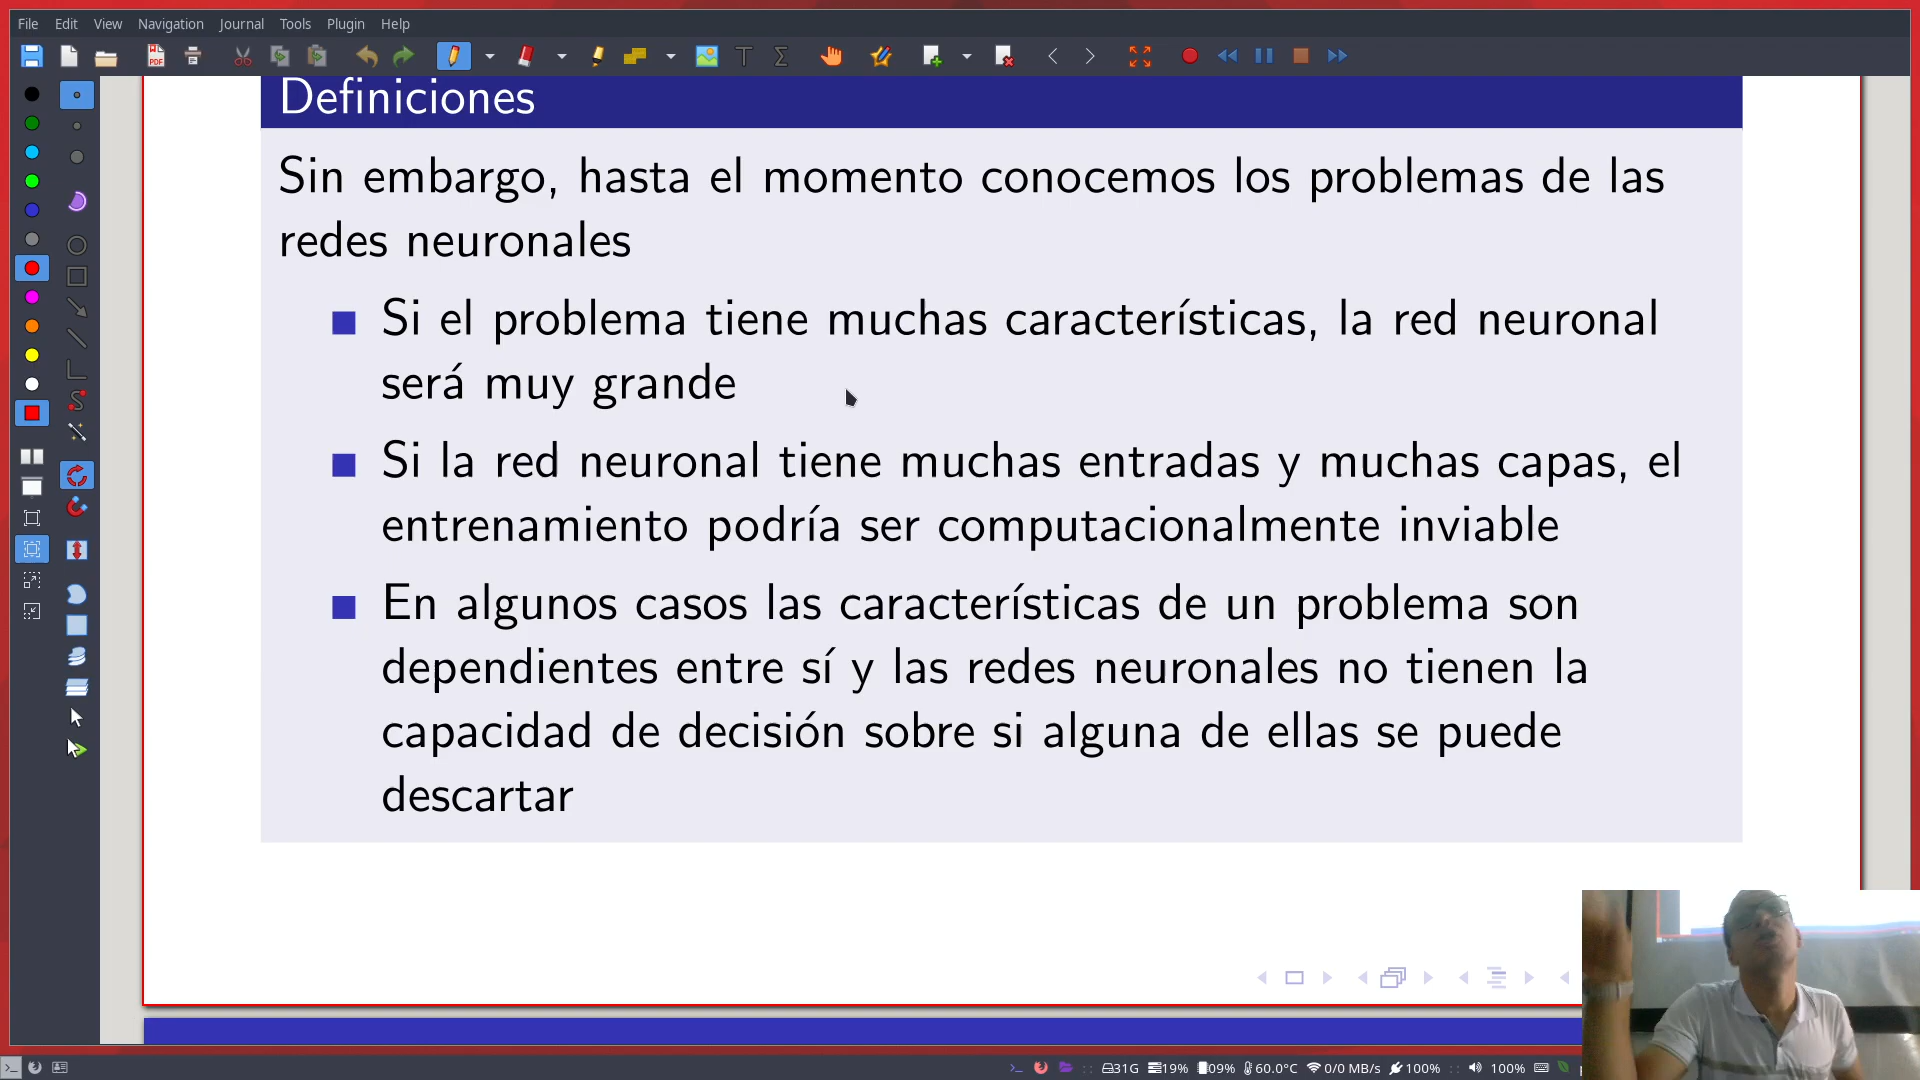 File Edit View Navigation Journal Tools Plugin Help
PDF
Definiciones
Sin embargo, hasta el momento conocemos los problemas de las
redes neuronales
Si el problema tiene muchas características, la red neuronal
será muy grande
Si la red neuronal tiene muchas entradas y muchas capas, el
entrenamiento podría ser computacionalmente inviable
En algunos casos las características de un problema son
dependientes entre sí y las redes neuronales no tienen la
capacidad de decisión sobre si alguna de ellas se puede
descartar
31G 19% 09% 60.0°C 0/0 MB/s 100% 100%